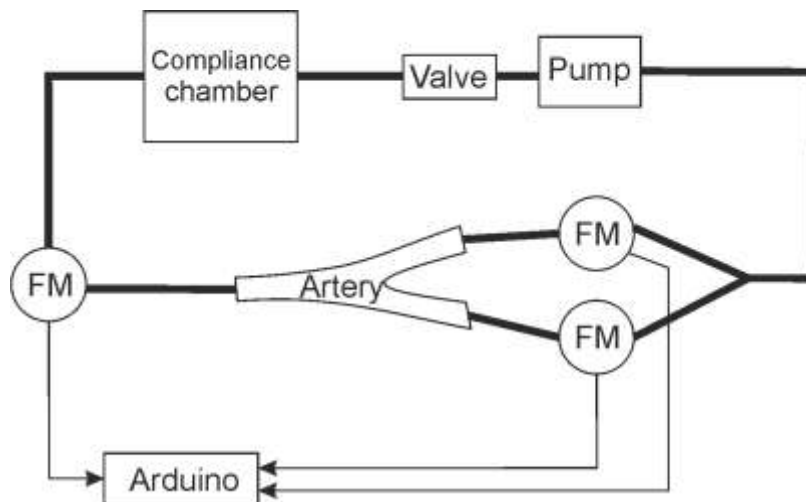 Compliance
chamber
Valve
Pump
FM
FM
Artery
FM
Arduino